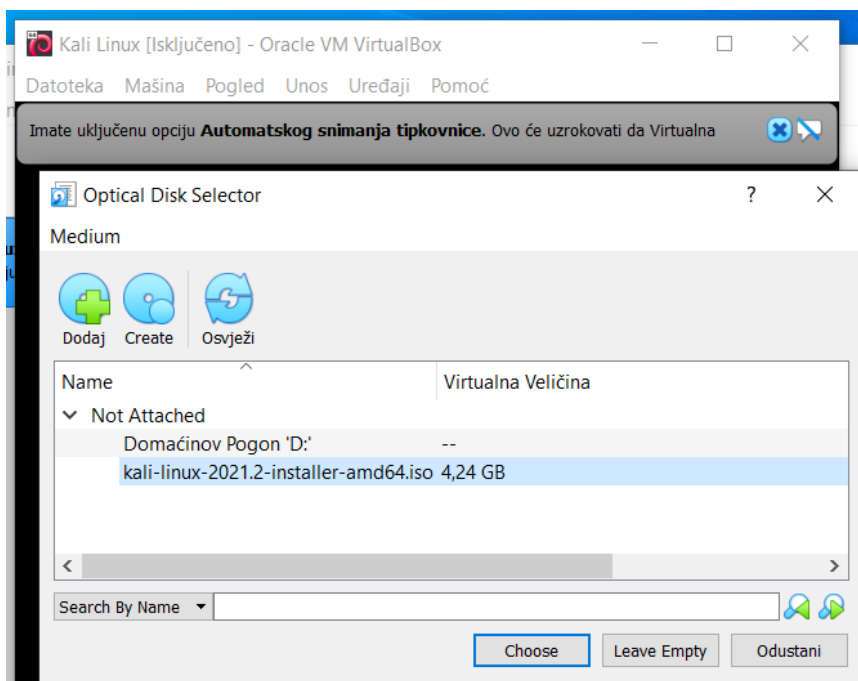 Kali Linux [Isključeno] - Oracle VM VirtualBox
Datoteka Mašina Pogled Unos Uređaji Pomoć
Imate uključenu opciju Automatskog snimanja tipkovnice. Ovo će uzrokovati da Virtualna
Optical Disk Selector ?
Medium
Dodaj Create Osvježi
Name Virtualna Veličina
Not Attached
Domaćinov Pogon 'D:' --
kali-linux-2021.2-installer-amd64.iso 4,24 GB
Search By Name
Choose Leave Empty Odustani